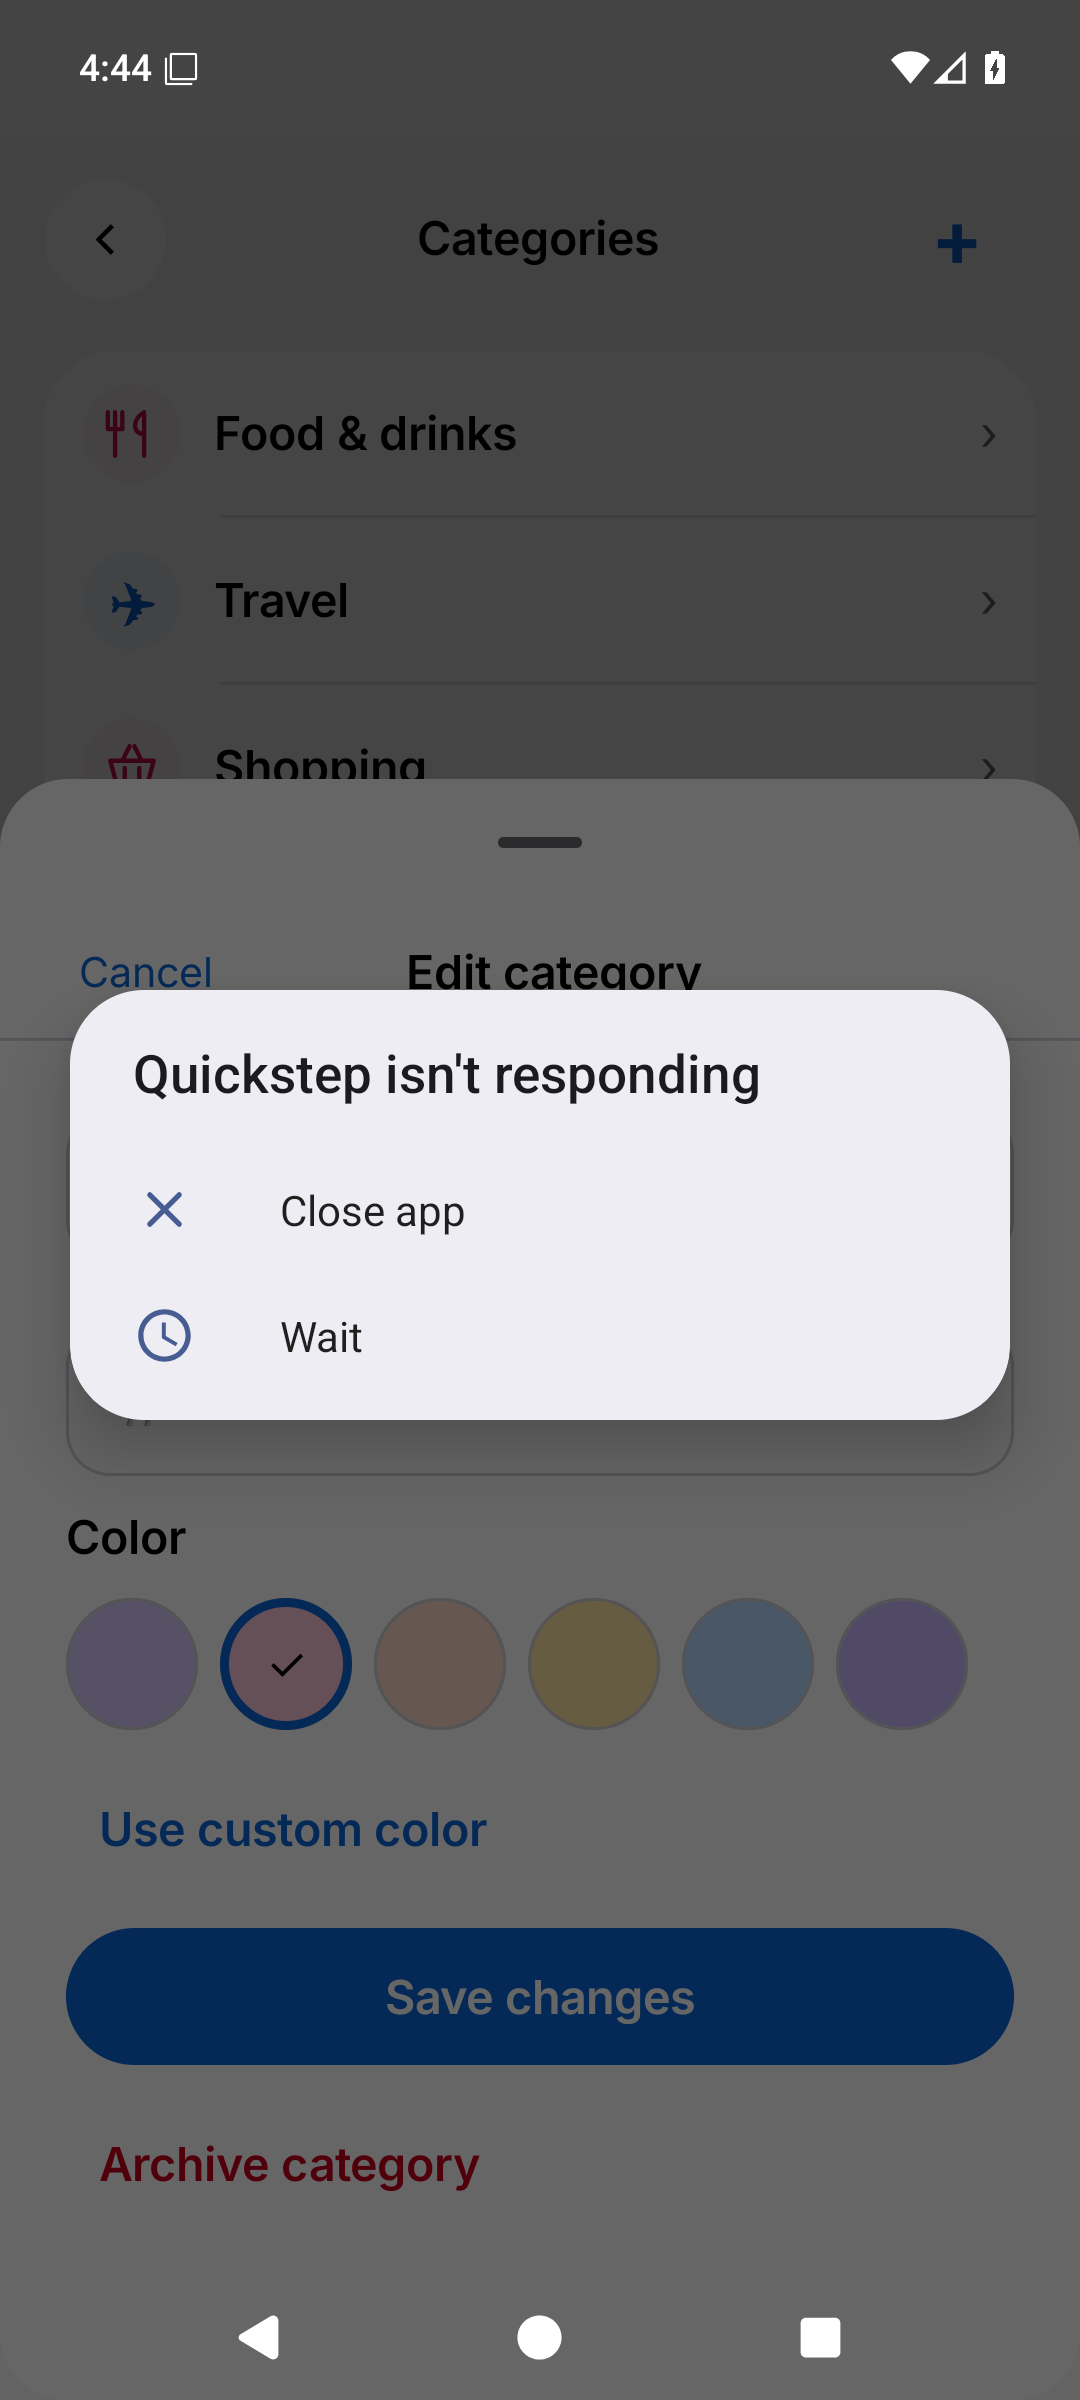 4:44
Categories
Food & drinks
Travel
Shopping
Cancel
Edit category
Quickstep isn't responding
Close app
Wait
Color
Use custom color
Save changes
Archive category